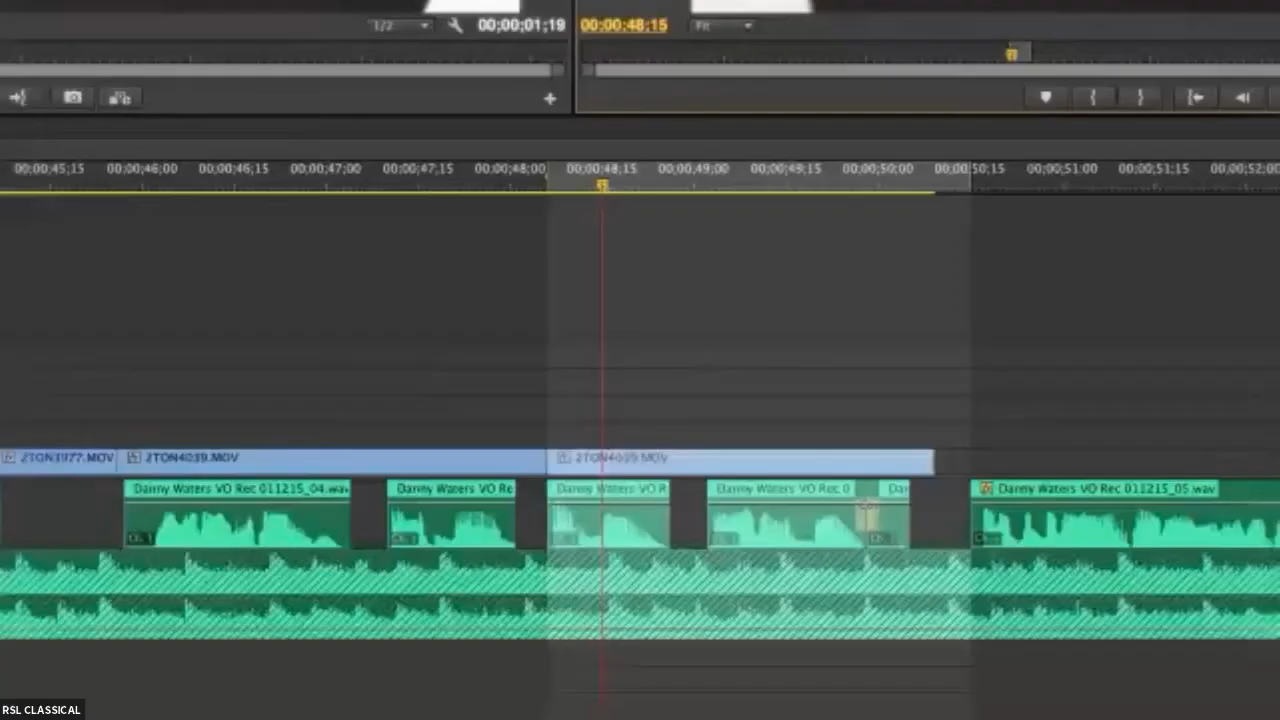 1/2 00;00;01;19 00;00;48;15 Fit
00;00;45;15 00;00;46;00 00;00;46;15 00;00;47;00 00;00;47;15 00;00;48;00 00;00;48;15 00;00;49;00 00;00;49;15 00;00;50;00 00;00;50;15 00;00;51;00 00;00;51;15 00;00;52;00
2TON3977.MOV 2TON4039.MOV 2TON4039.MOV
Danny Waters VO Rec 011215_04.wav Danny Waters VO Re Danny Waters VO R Danny Waters VO Rec 0 Dan Danny Waters VO Rec 011215_05.wav
RSL CLASSICAL